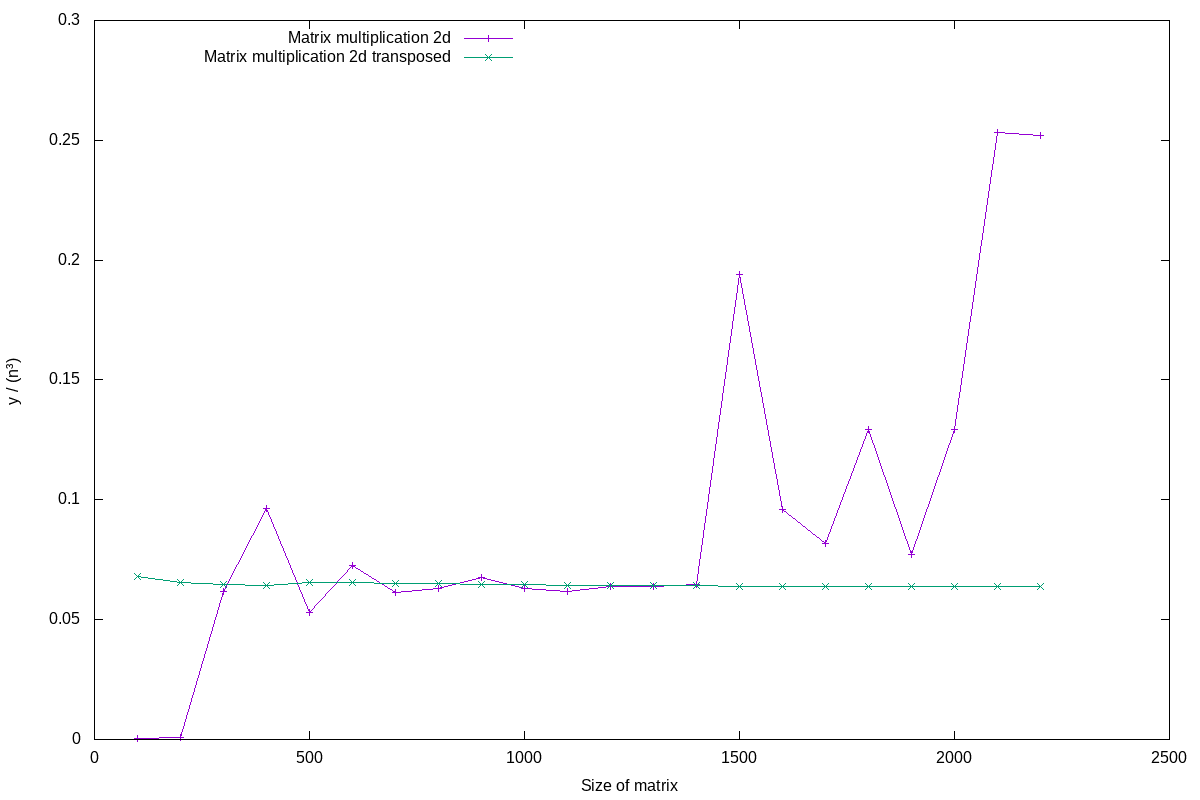 0.3
Matrix multiplication 2d
Matrix multiplication 2d transposed
0.25
0.2
0.15
y / (n³)
0.1
0.05
0
0 500 1000 1500 2000 2500
Size of matrix